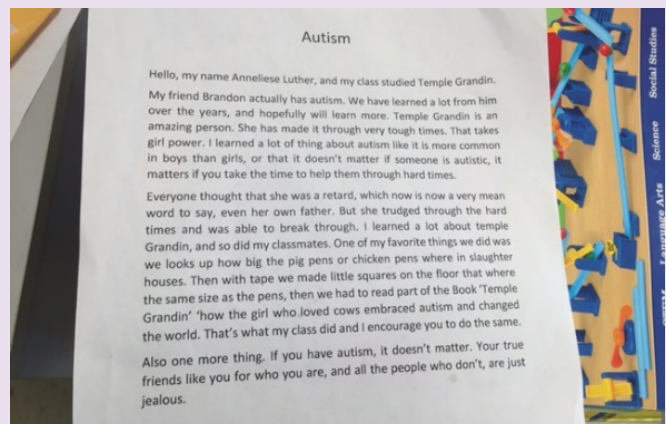 Autism
Hello, my name Anneliese Luther, and my class studied Temple Grandin.
My friend Brandon actually has autism. We have learned a lot from him
over the years, and hopefully will learn more. Temple Grandin is an
amazing person. She has made it through very tough times. That takes
girl power. I learned a lot of thing about autism like it is more common
in boys than girls, or that it doesn't matter if someone is autistic, it
matters if you take the time to help them through hard times.
Everyone thought that she was a retard, which now is now a very mean
word to say, even her own father. But she trudged through the hard
times and was able to break through. I learned a lot about temple
Grandin, and so did my classmates. One of my favorite things we did was
we looks up how big the pig pens or chicken pens where in slaughter
houses. Then with tape we made little squares on the floor that where
the same size as the pens, then we had to read part of the Book 'Temple
Grandin' 'how the girl who loved cows embraced autism and changed
the world. That's what my class did and I encourage you to do the same.
Also one more thing. If you have autism, it doesn't matter. Your true
friends like you for who you are, and all the people who don't, are just
jealous.
Social Studies
Science
Language Arts